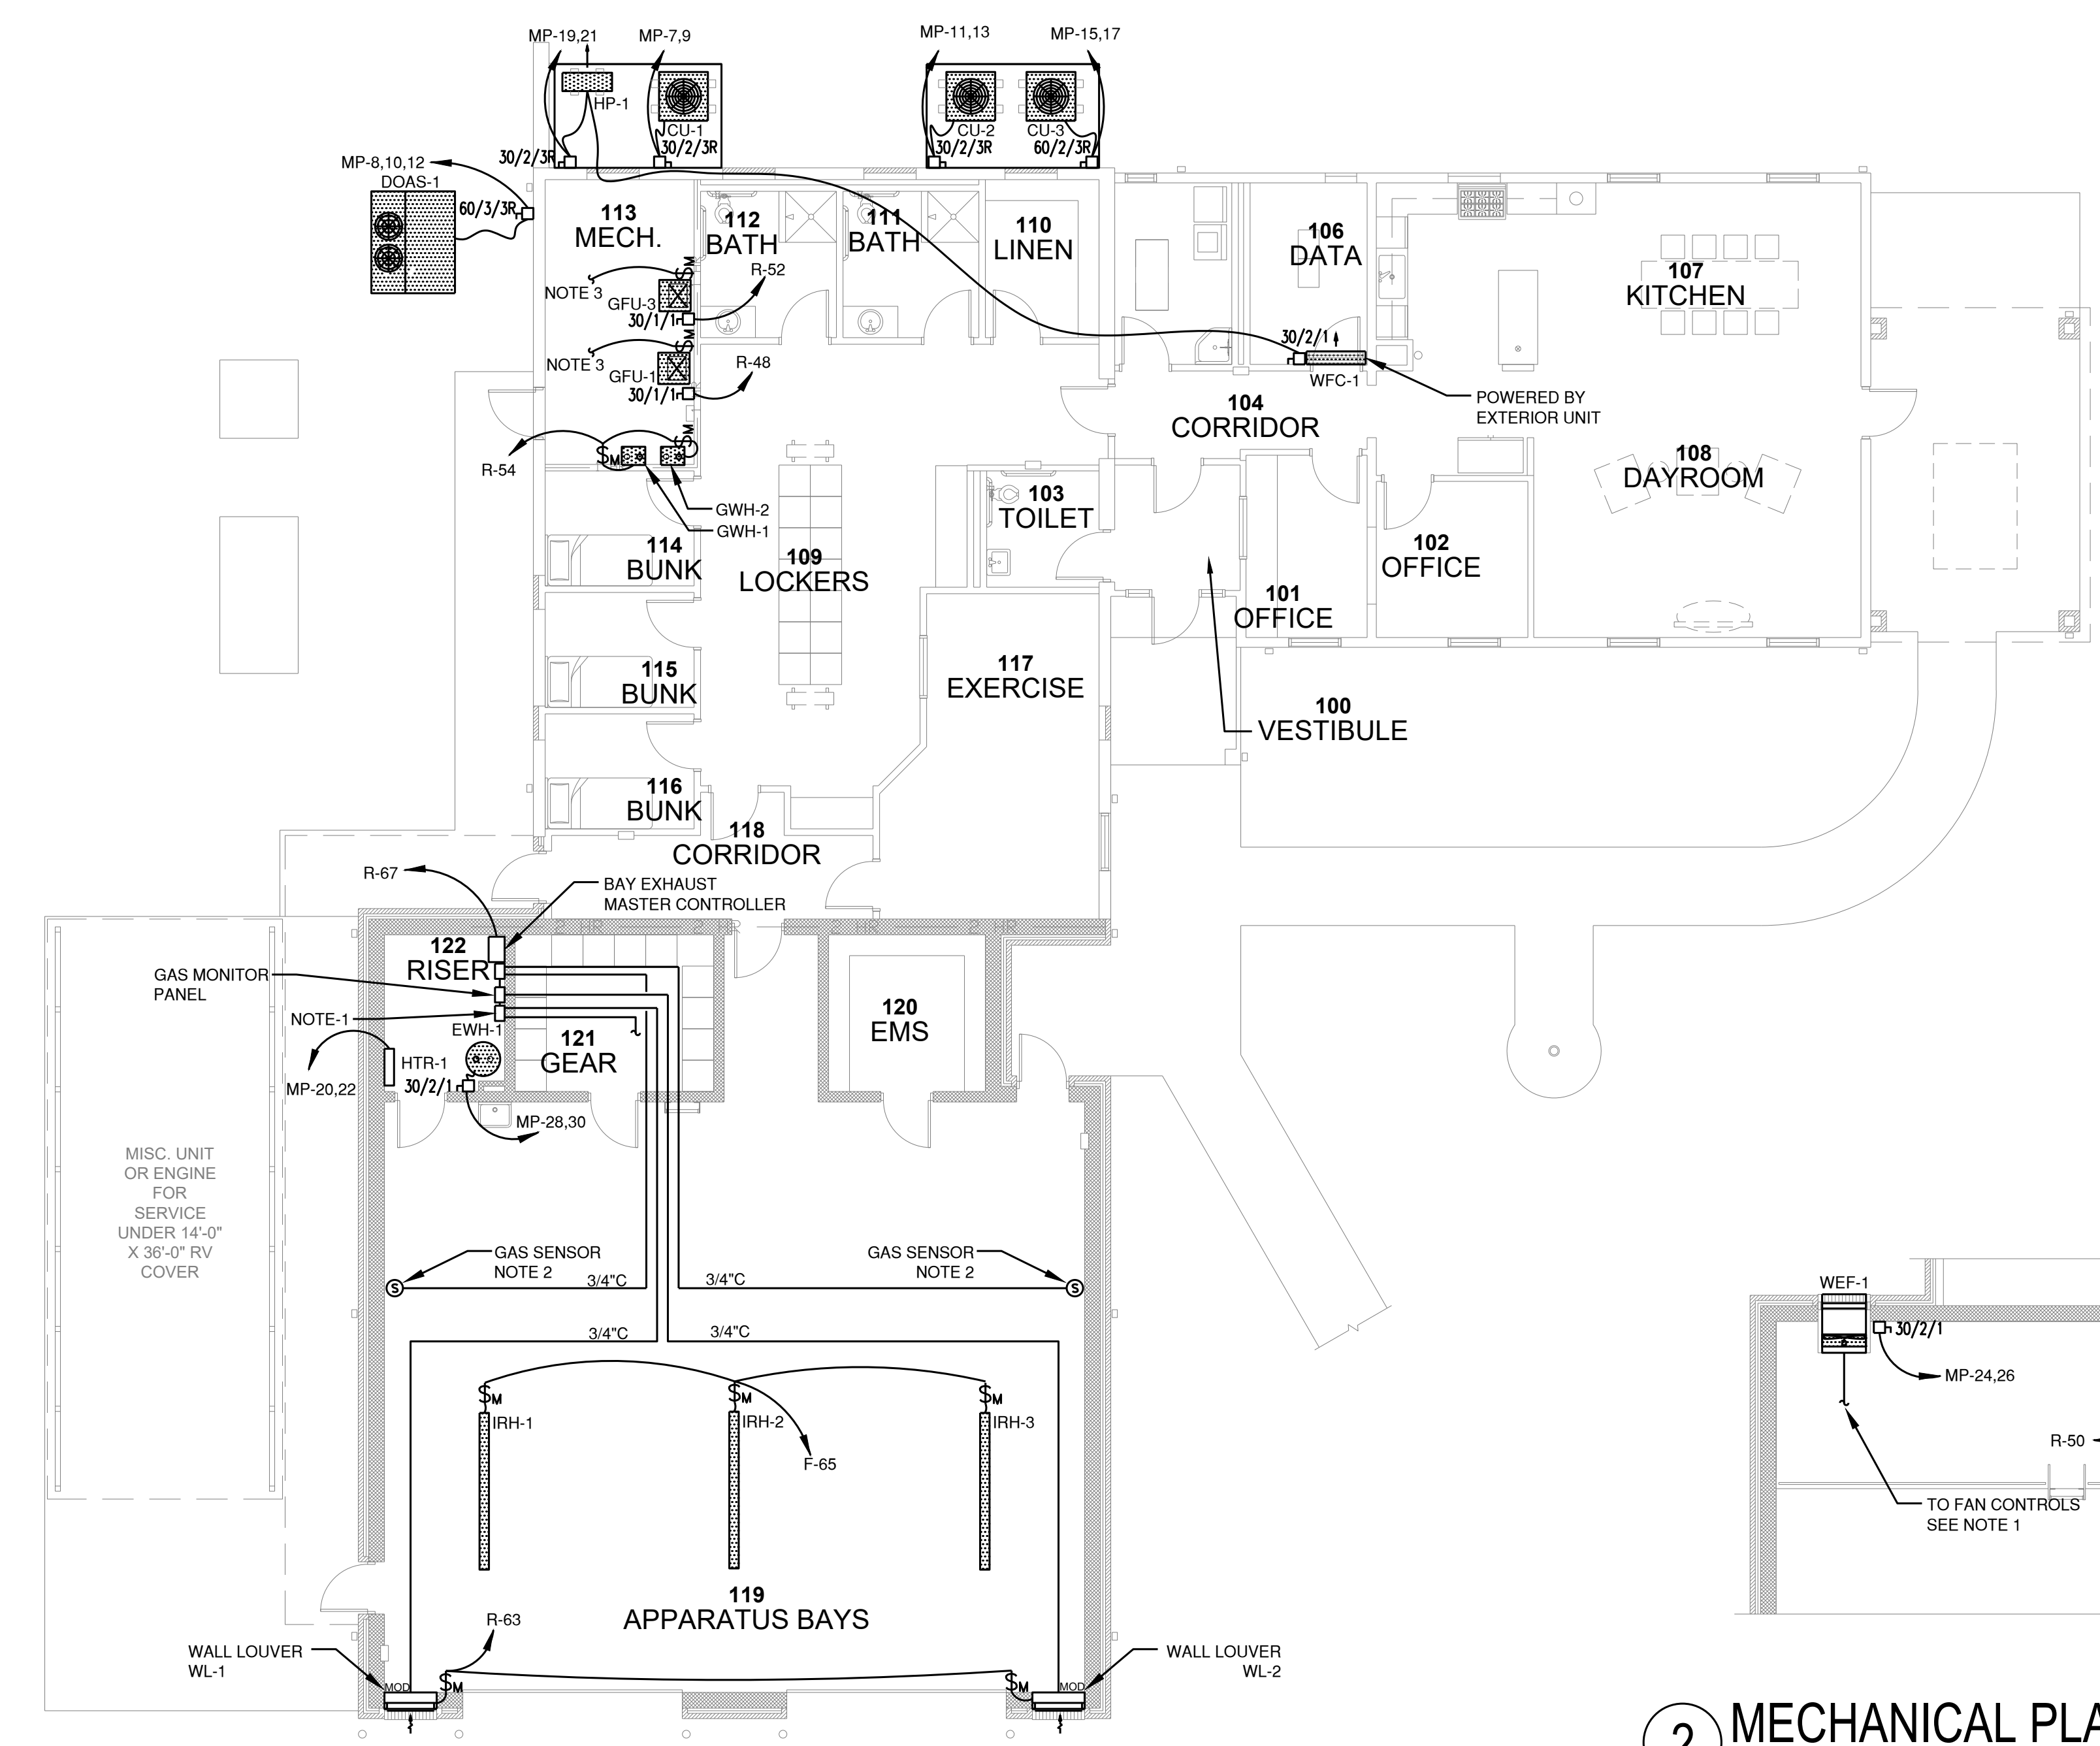 MP-19,21
MP-7,9
MP-11,13
MP-15,17
HP-1
CU-1
30/2/3R
CU-2
30/2/3R
CU-3
60/2/3R
30/2/3R
MP-8,10,12
DOAS-1
60/3/3R
113
MECH.
112
BATH
111
BATH
110
LINEN
106
DATA
107
KITCHEN
R-52
NOTE 3
GFU-3
30/1/1
M
30/2/1
WFC-1
POWERED BY
EXTERIOR UNIT
NOTE 3
GFU-1
30/1/1
M
R-48
104
CORRIDOR
R-54
$M
$M
GWH-2
GWH-1
103
TOILET
108
DAYROOM
114
BUNK
109
LOCKERS
102
OFFICE
101
OFFICE
115
BUNK
117
EXERCISE
100
VESTIBULE
116
BUNK
118
CORRIDOR
R-67
BAY EXHAUST
MASTER CONTROLLER
2 HR
2 HR
2 HR
122
RISER
GAS MONITOR
PANEL
NOTE-1
EWH-1
HTR-1
30/2/1
MP-20,22
MP-28,30
121
GEAR
120
EMS
MISC. UNIT
OR ENGINE
FOR
SERVICE
UNDER 14'-0"
X 36'-0" RV
COVER
GAS SENSOR
NOTE 2
GAS SENSOR
NOTE 2
S
3/4"C
3/4"C
S
3/4"C
3/4"C
$M
$M
$M
IRH-1
IRH-2
IRH-3
F-65
119
APPARATUS BAYS
R-63
WALL LOUVER
WL-1
WALL LOUVER
WL-2
MOD
$M
$M
MOD
WEF-1
30/2/1
MP-24,26
R-50
TO FAN CONTROLS
SEE NOTE 1
2
MECHANICAL PLA